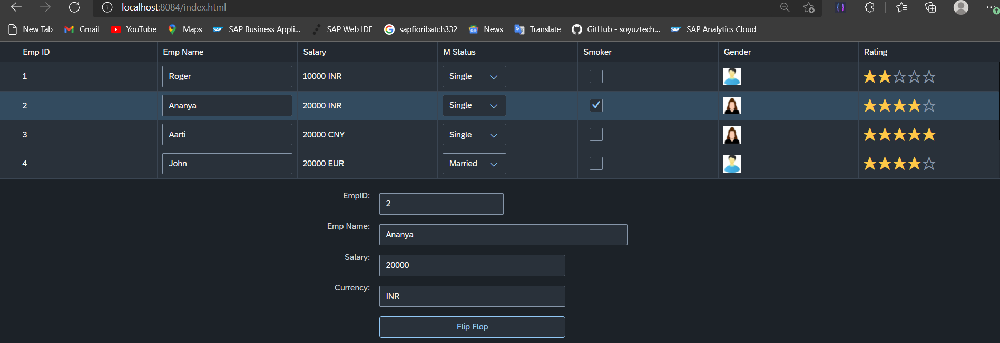 localhost:8084/index.html
New Tab Gmail YouTube Maps SAP SAP Business Appli... SAP Web IDE sapfioribatch332 News Translate GitHub - soyuztech... SAP SAP Analytics Cloud
Emp ID Emp Name Salary M Status Smoker Gender Rating
1 Roger 10000 INR Single
2 Ananya 20000 INR Single
3 Aarti 20000 CNY Single
4 John 20000 EUR Married
EmpID: 2
Emp Name: Ananya
Salary: 20000
Currency: INR
Flip Flop